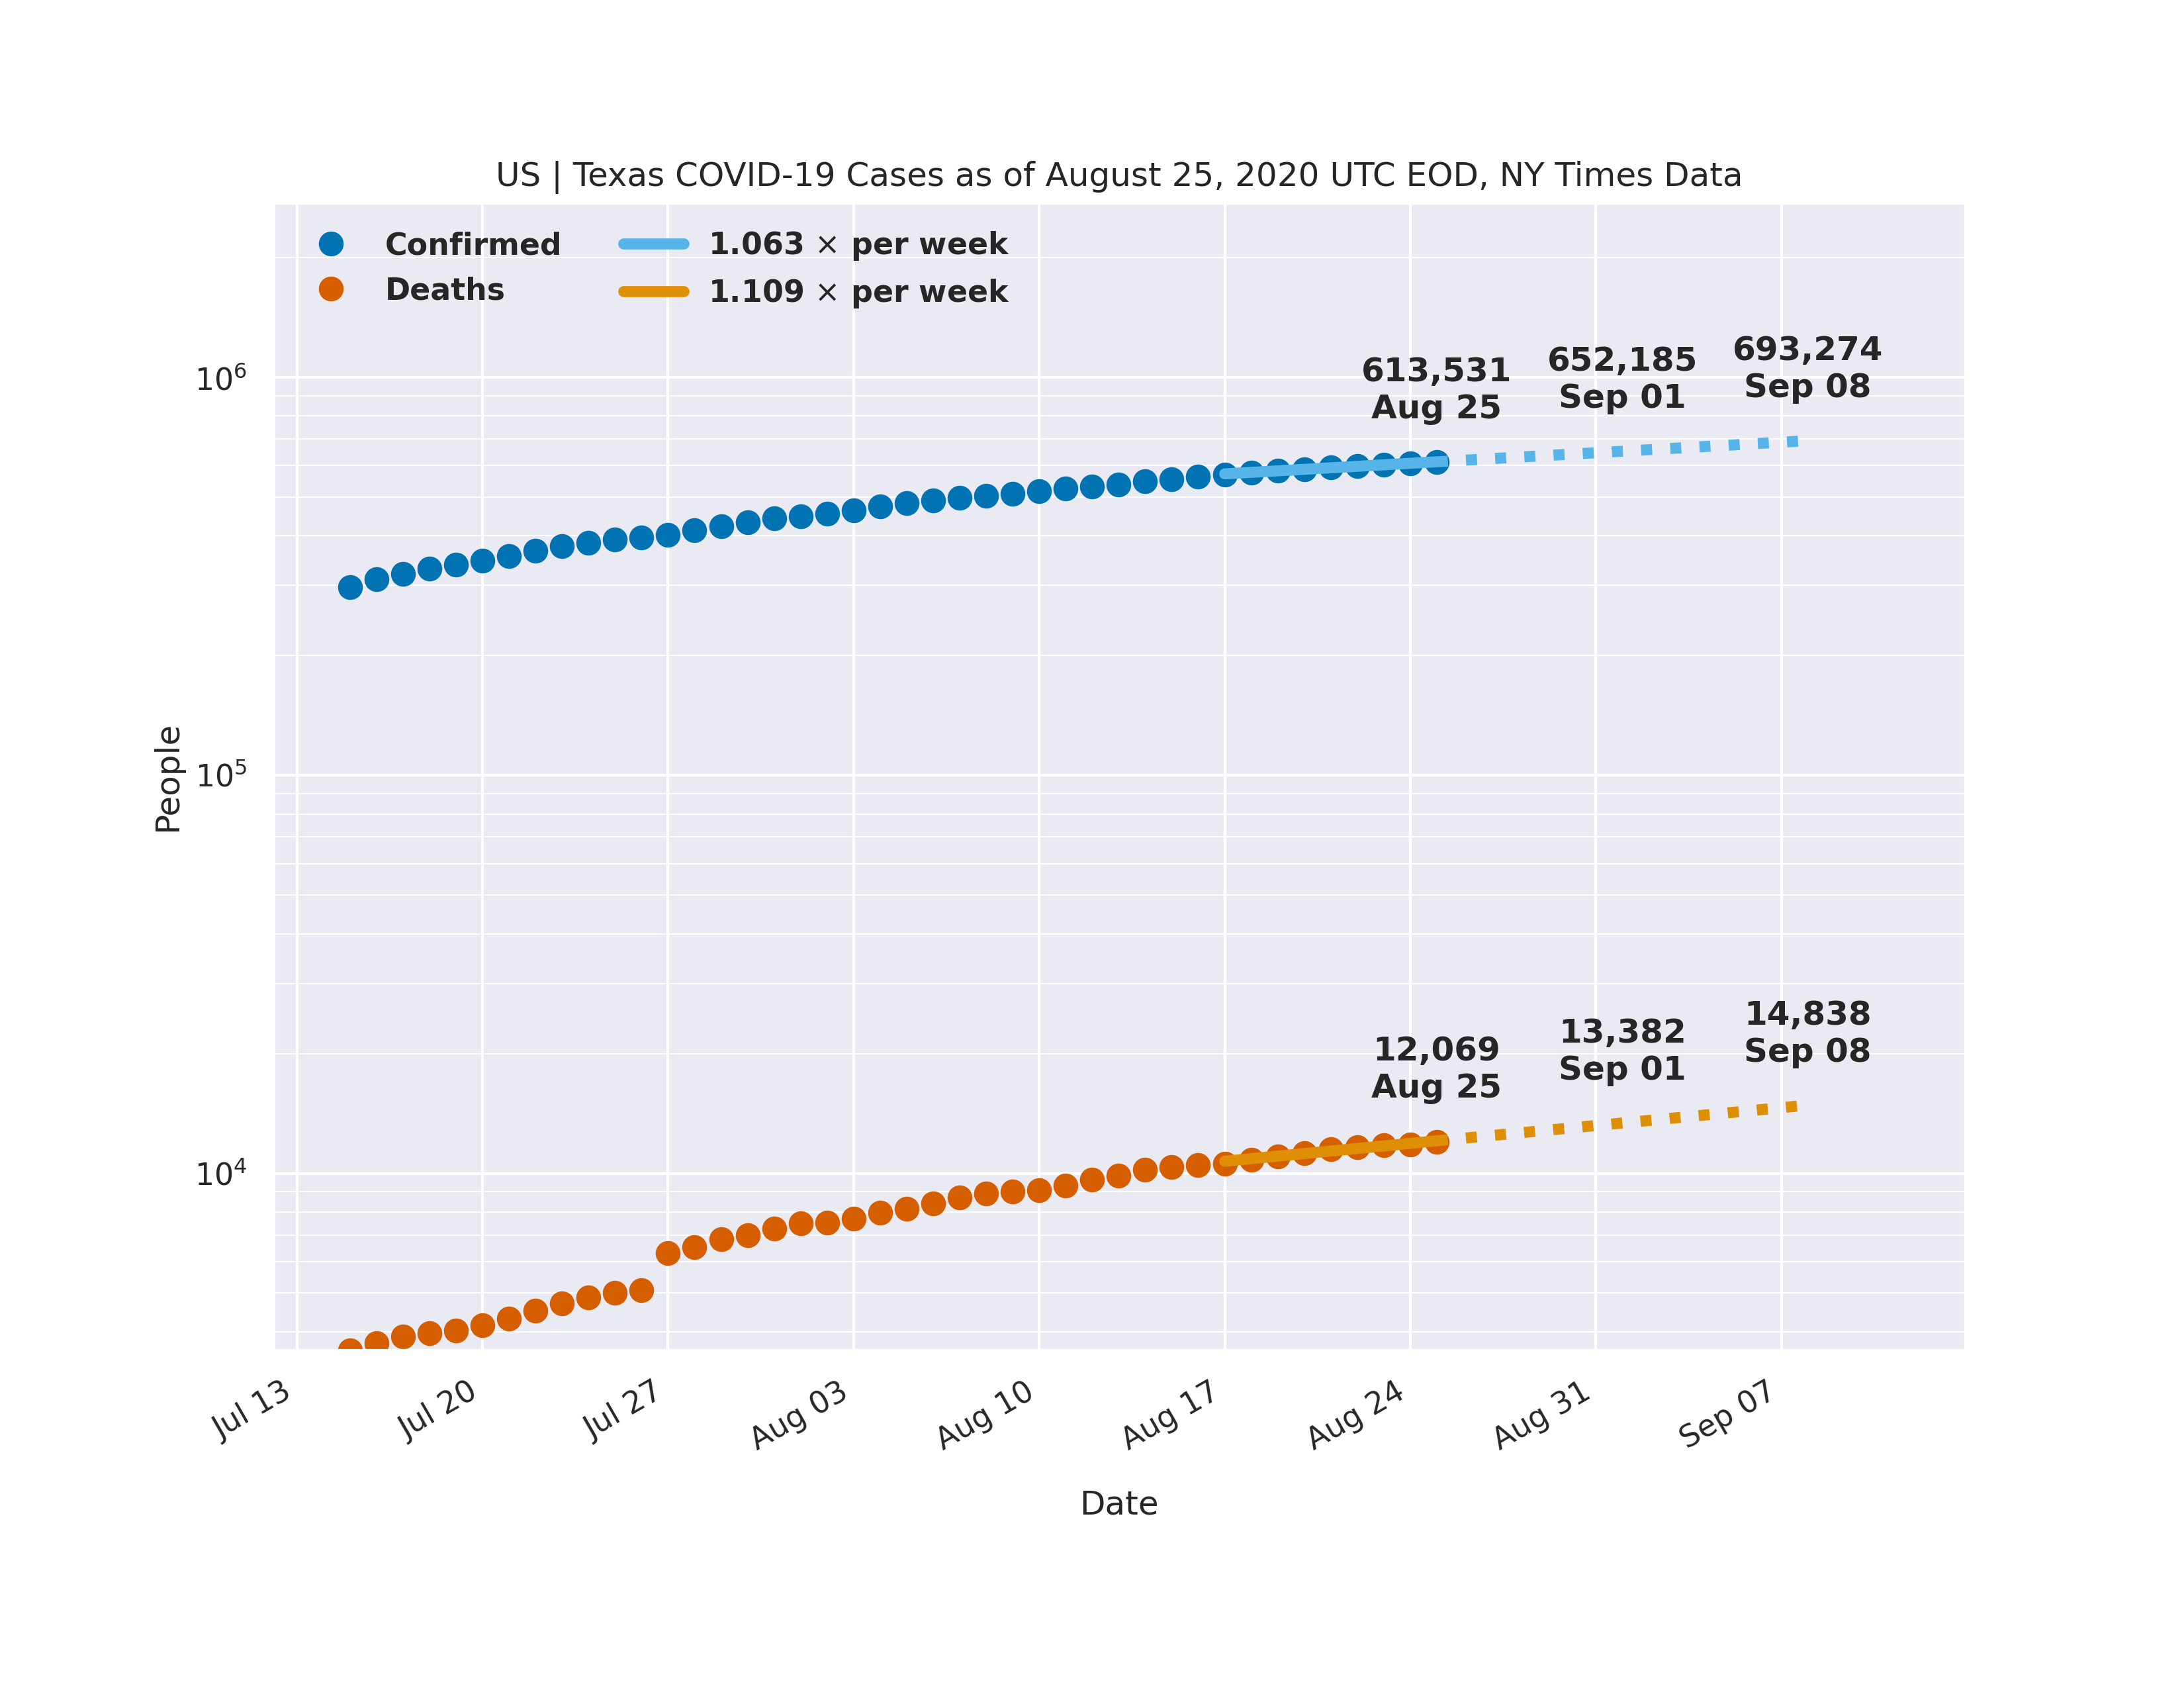 US | Texas COVID-19 Cases as of August 25, 2020 UTC EOD, NY Times Data
Confirmed
Deaths
1.063 × per week
1.109 × per week
613,531
Aug 25
652,185
Sep 01
693,274
Sep 08
12,069
Aug 25
13,382
Sep 01
14,838
Sep 08
People
10⁶
10⁵
10⁴
Jul 13
Jul 20
Jul 27
Aug 03
Aug 10
Aug 17
Aug 24
Aug 31
Sep 07
Date